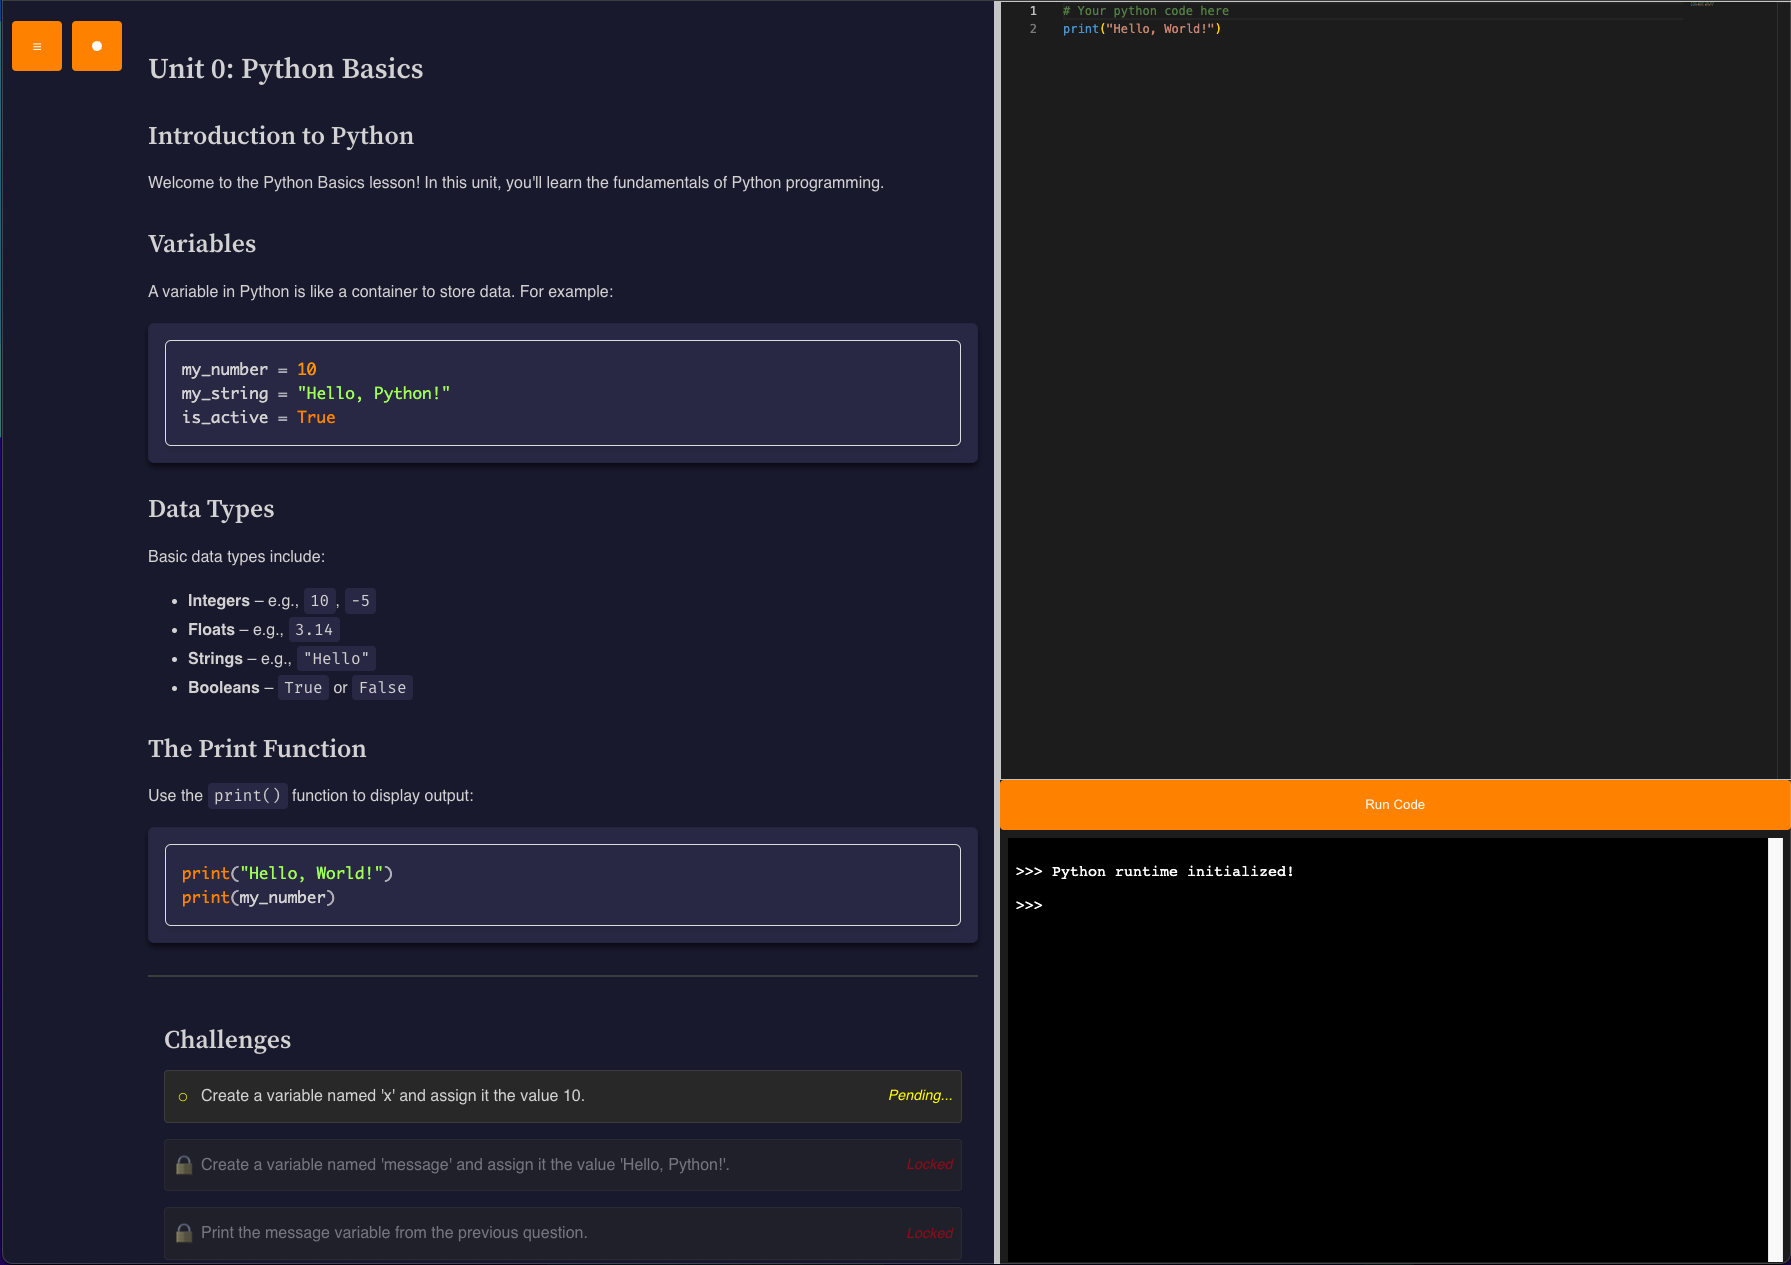 Unit 0: Python Basics
Introduction to Python
Welcome to the Python Basics lesson! In this unit, you'll learn the fundamentals of Python programming.
Variables
A variable in Python is like a container to store data. For example:
my_number = 10
my_string = "Hello, Python!"
is_active = True
Data Types
Basic data types include:
• Integers – e.g., 10, -5
• Floats – e.g., 3.14
• Strings – e.g., "Hello"
• Booleans – True or False
The Print Function
Use the print() function to display output:
print("Hello, World!")
print(my_number)
Challenges
Create a variable named 'x' and assign it the value 10. Pending...
Create a variable named 'message' and assign it the value 'Hello, Python!'. Locked
Print the message variable from the previous question. Locked
1 # Your python code here
2 print("Hello, World!")
Run Code
>>> Python runtime initialized!
>>>